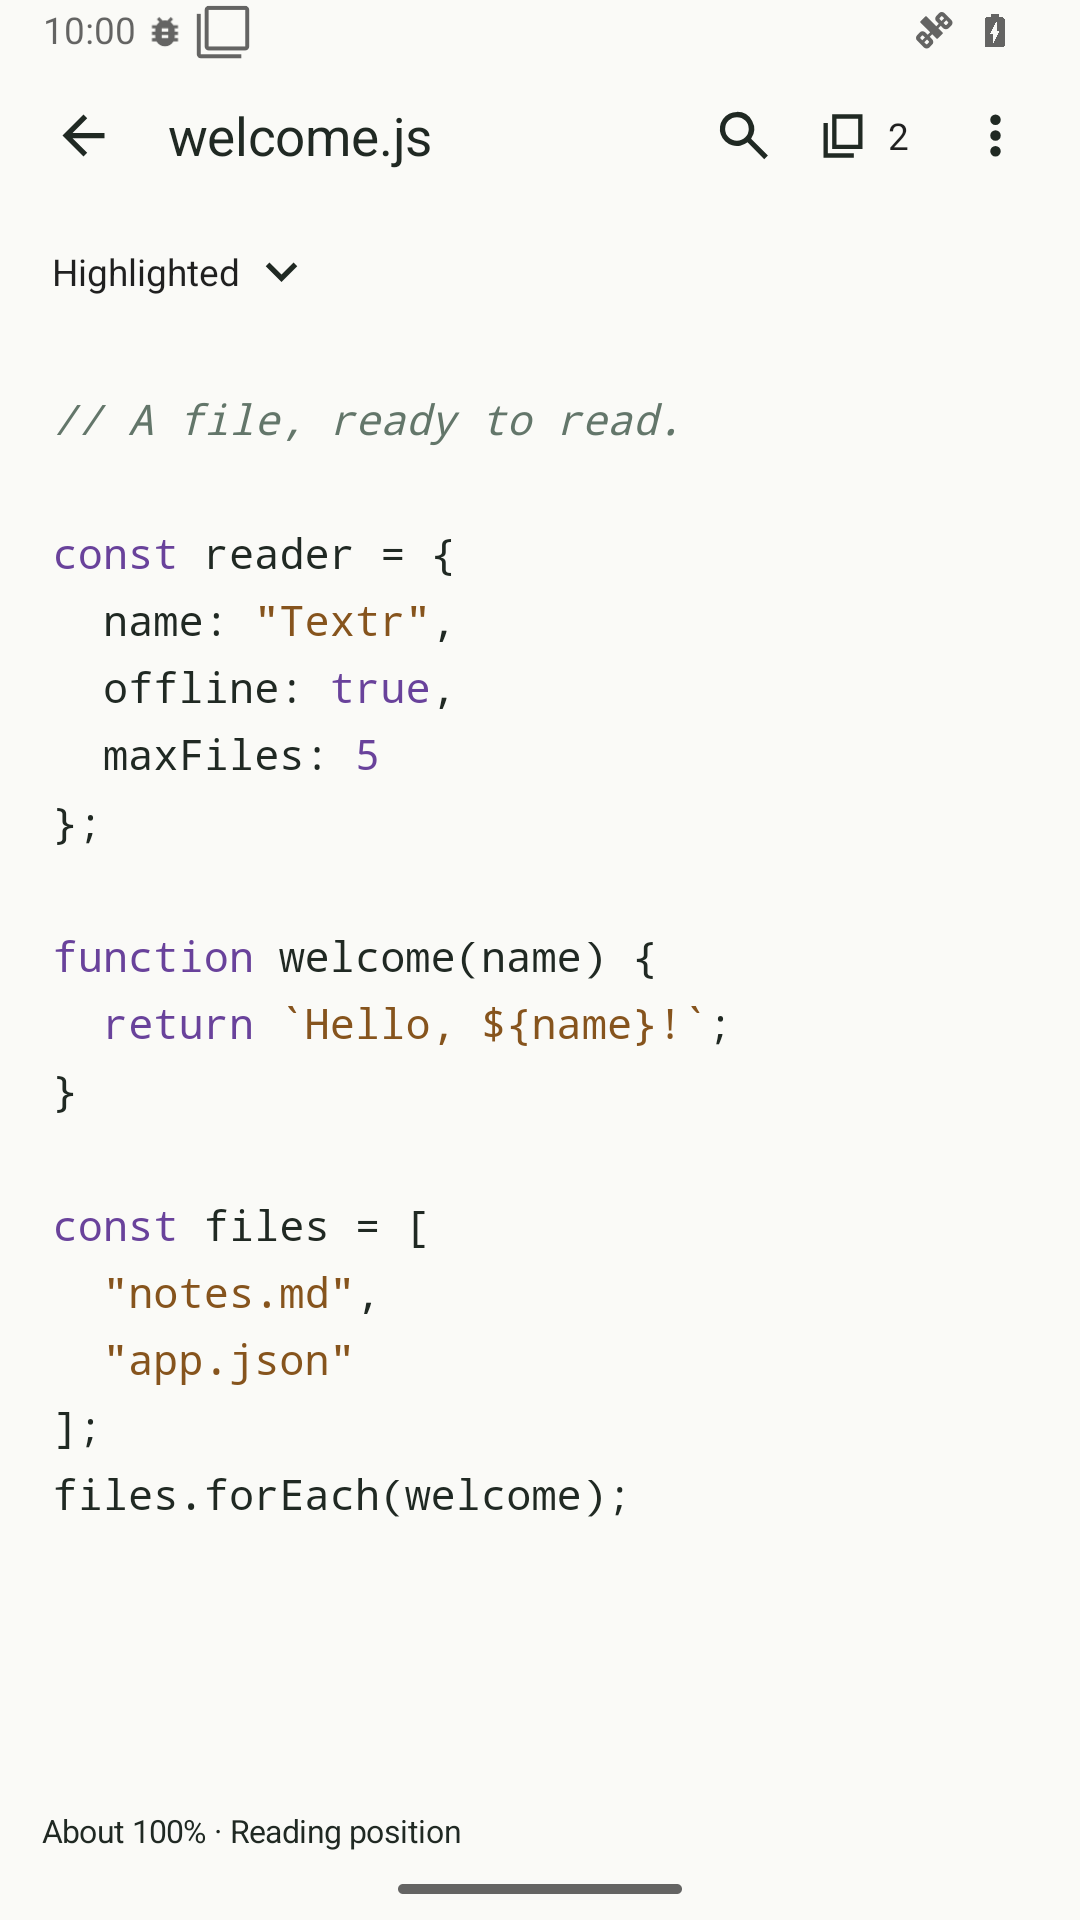 10:00
welcome.js
2
Highlighted
// A file, ready to read.
const reader = {
  name: "Textr",
  offline: true,
  maxFiles: 5
};
function welcome(name) {
  return `Hello, ${name}!`;
}
const files = [
  "notes.md",
  "app.json"
];
files.forEach(welcome);
About 100% · Reading position